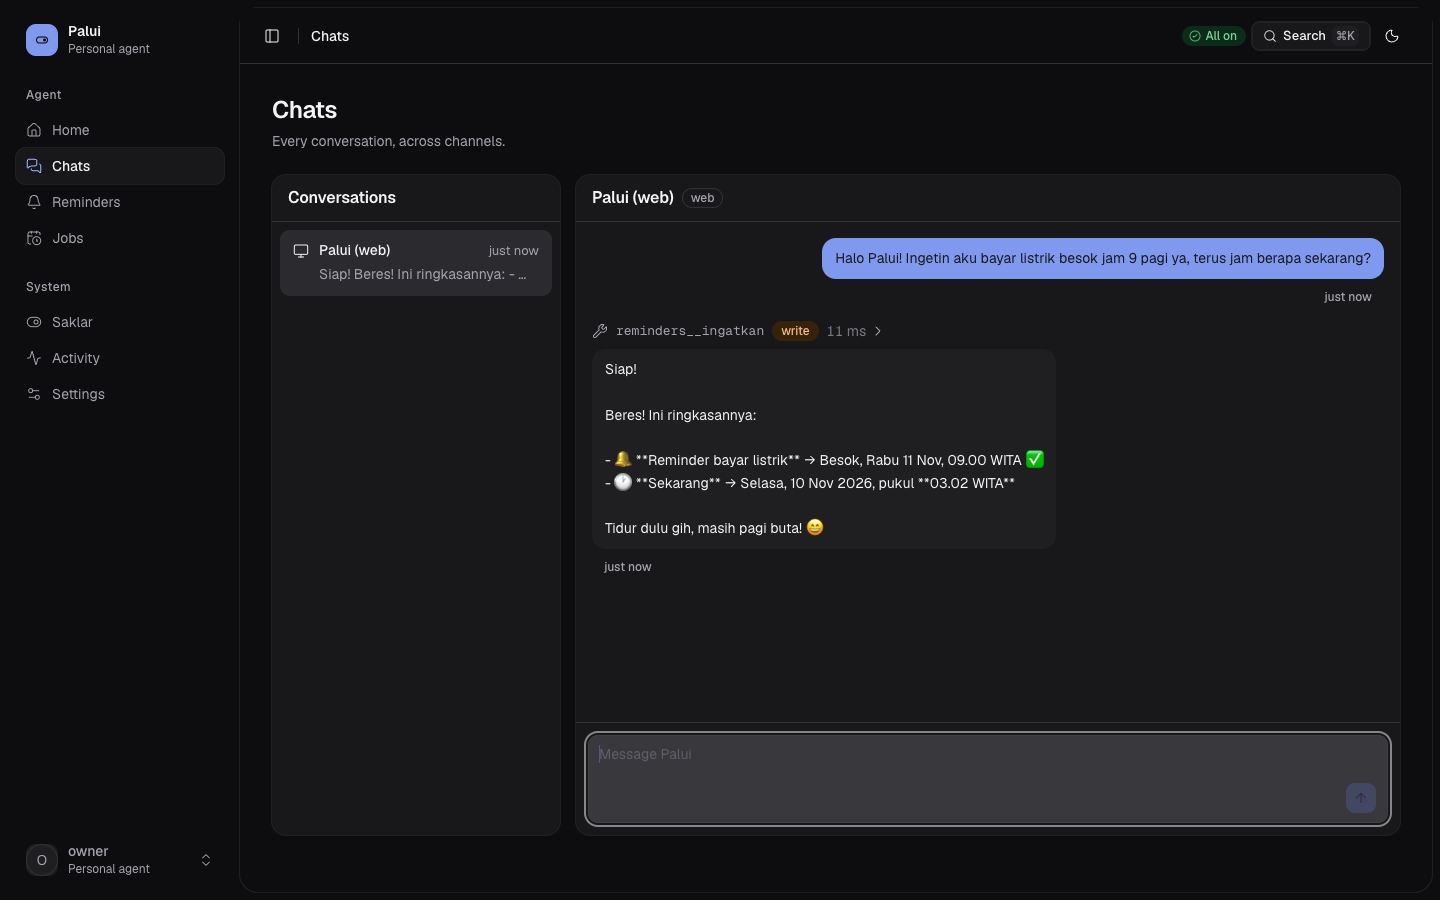 Palui
Personal agent
Agent
Home
Chats
Reminders
Jobs
System
Saklar
Activity
Settings
O
owner
Personal agent
Chats
All on
Search ⌘K
Chats
Every conversation, across channels.
Conversations
Palui (web) just now
Siap! Beres! Ini ringkasannya: - ...
Palui (web) web
Halo Palui! Ingetin aku bayar listrik besok jam 9 pagi ya, terus jam berapa sekarang?
just now
reminders__ingatkan write 11 ms
Siap!
Beres! Ini ringkasannya:
- 🔔 **Reminder bayar listrik** → Besok, Rabu 11 Nov, 09.00 WITA ✅
- 🕐 **Sekarang** → Selasa, 10 Nov 2026, pukul **03.02 WITA**
Tidur dulu gih, masih pagi buta! 😄
just now
Message Palui